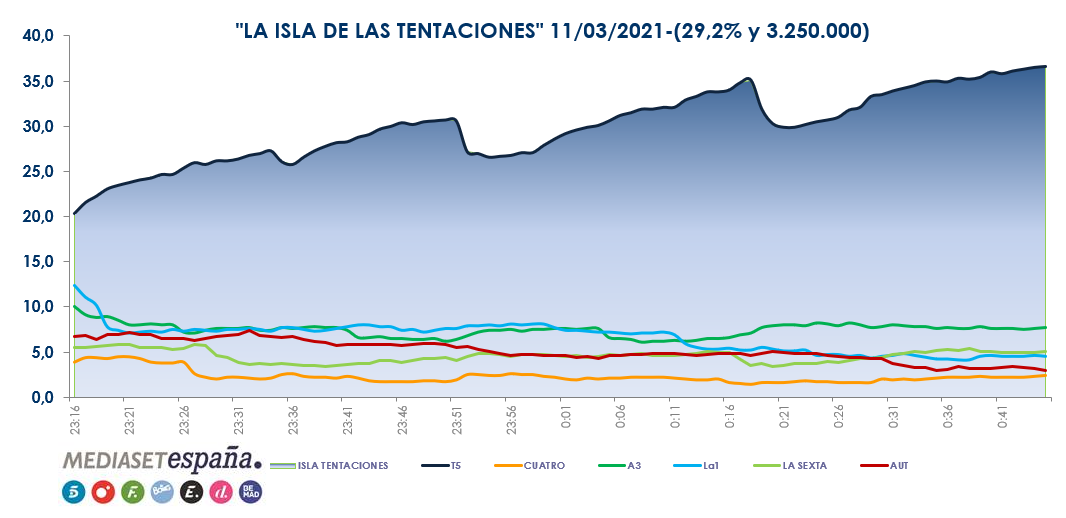 "LA ISLA DE LAS TENTACIONES" 11/03/2021-(29,2% y 3.250.000)
40,0
35,0
30,0
25,0
20,0
15,0
10,0
5,0
0,0
23:16 23:21 23:26 23:31 23:36 23:41 23:46 23:51 23:56 0:01 0:06 0:11 0:16 0:21 0:26 0:31 0:36 0:41
ISLA TENTACIONES T5 CUATRO A3 La1 LA SEXTA AUT
MEDIASETespaña.
5 F. Boing E. d. DE MAD